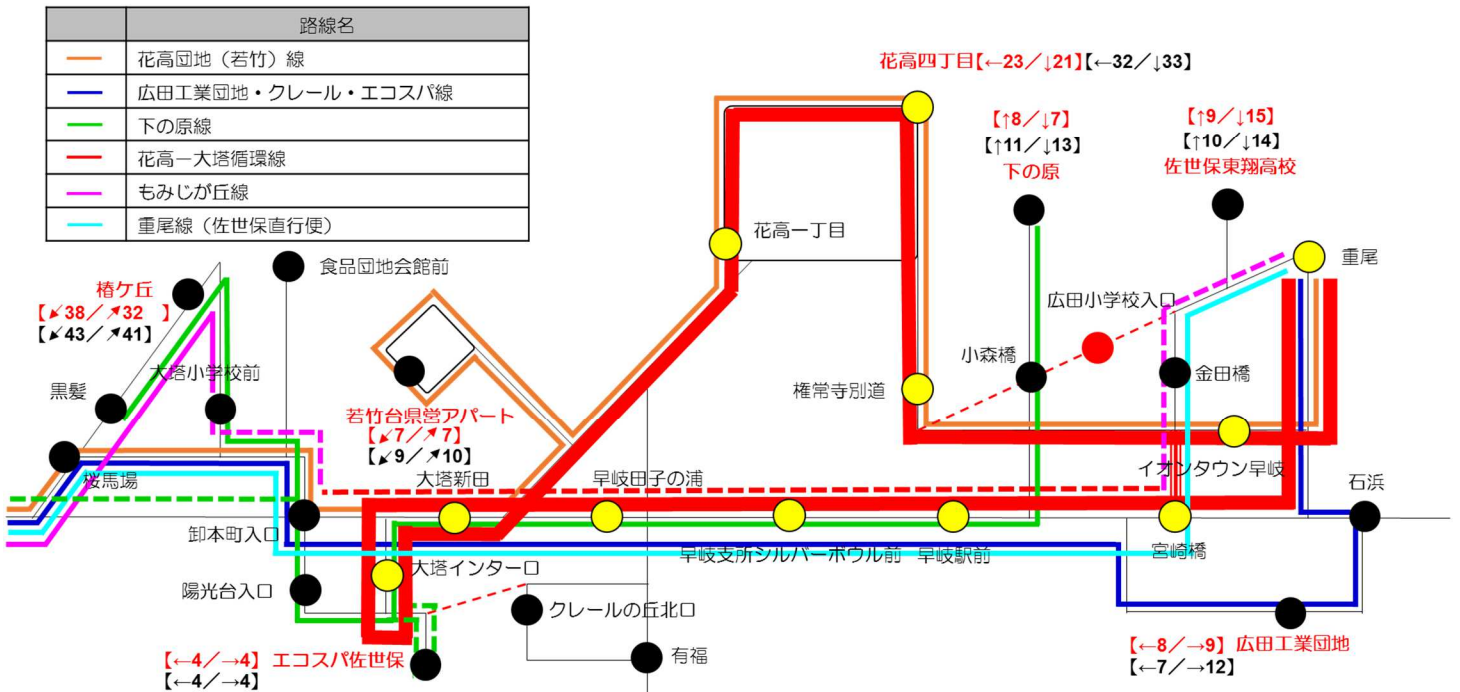 路線名
花高団地（若竹）線
広田工業団地・クレール・エコスパ線
下の原線
花高ー大塔循環線
もみじが丘線
重尾線（佐世保直行便）
花高四丁目【←23／↓21】【←32／↓33】
【↑8／↓7】
【↑11／↓13】
下の原
【↑9／↓15】
【↑10／↓14】
佐世保東翔高校
花高一丁目
重尾
食品団地会館前
椿ケ丘
【↙38／↗32 】
【↙43／↗41】
広田小学校入口
小森橋
金田橋
黒髪
大塔小学校前
権常寺別道
若竹台県営アパート
【↙7／↗7】
【↙9／↗10】
桜馬場
大塔新田
早岐田子の浦
イオンタウン早岐
石浜
卸本町入口
早岐支所シルバーボウル前
早岐駅前
宮崎橋
大塔インター口
陽光台入口
クレールの丘北口
有福
【←4／→4】 エコスパ佐世保
【←4／→4】
【←8／→9】 広田工業団地
【←7／→12】